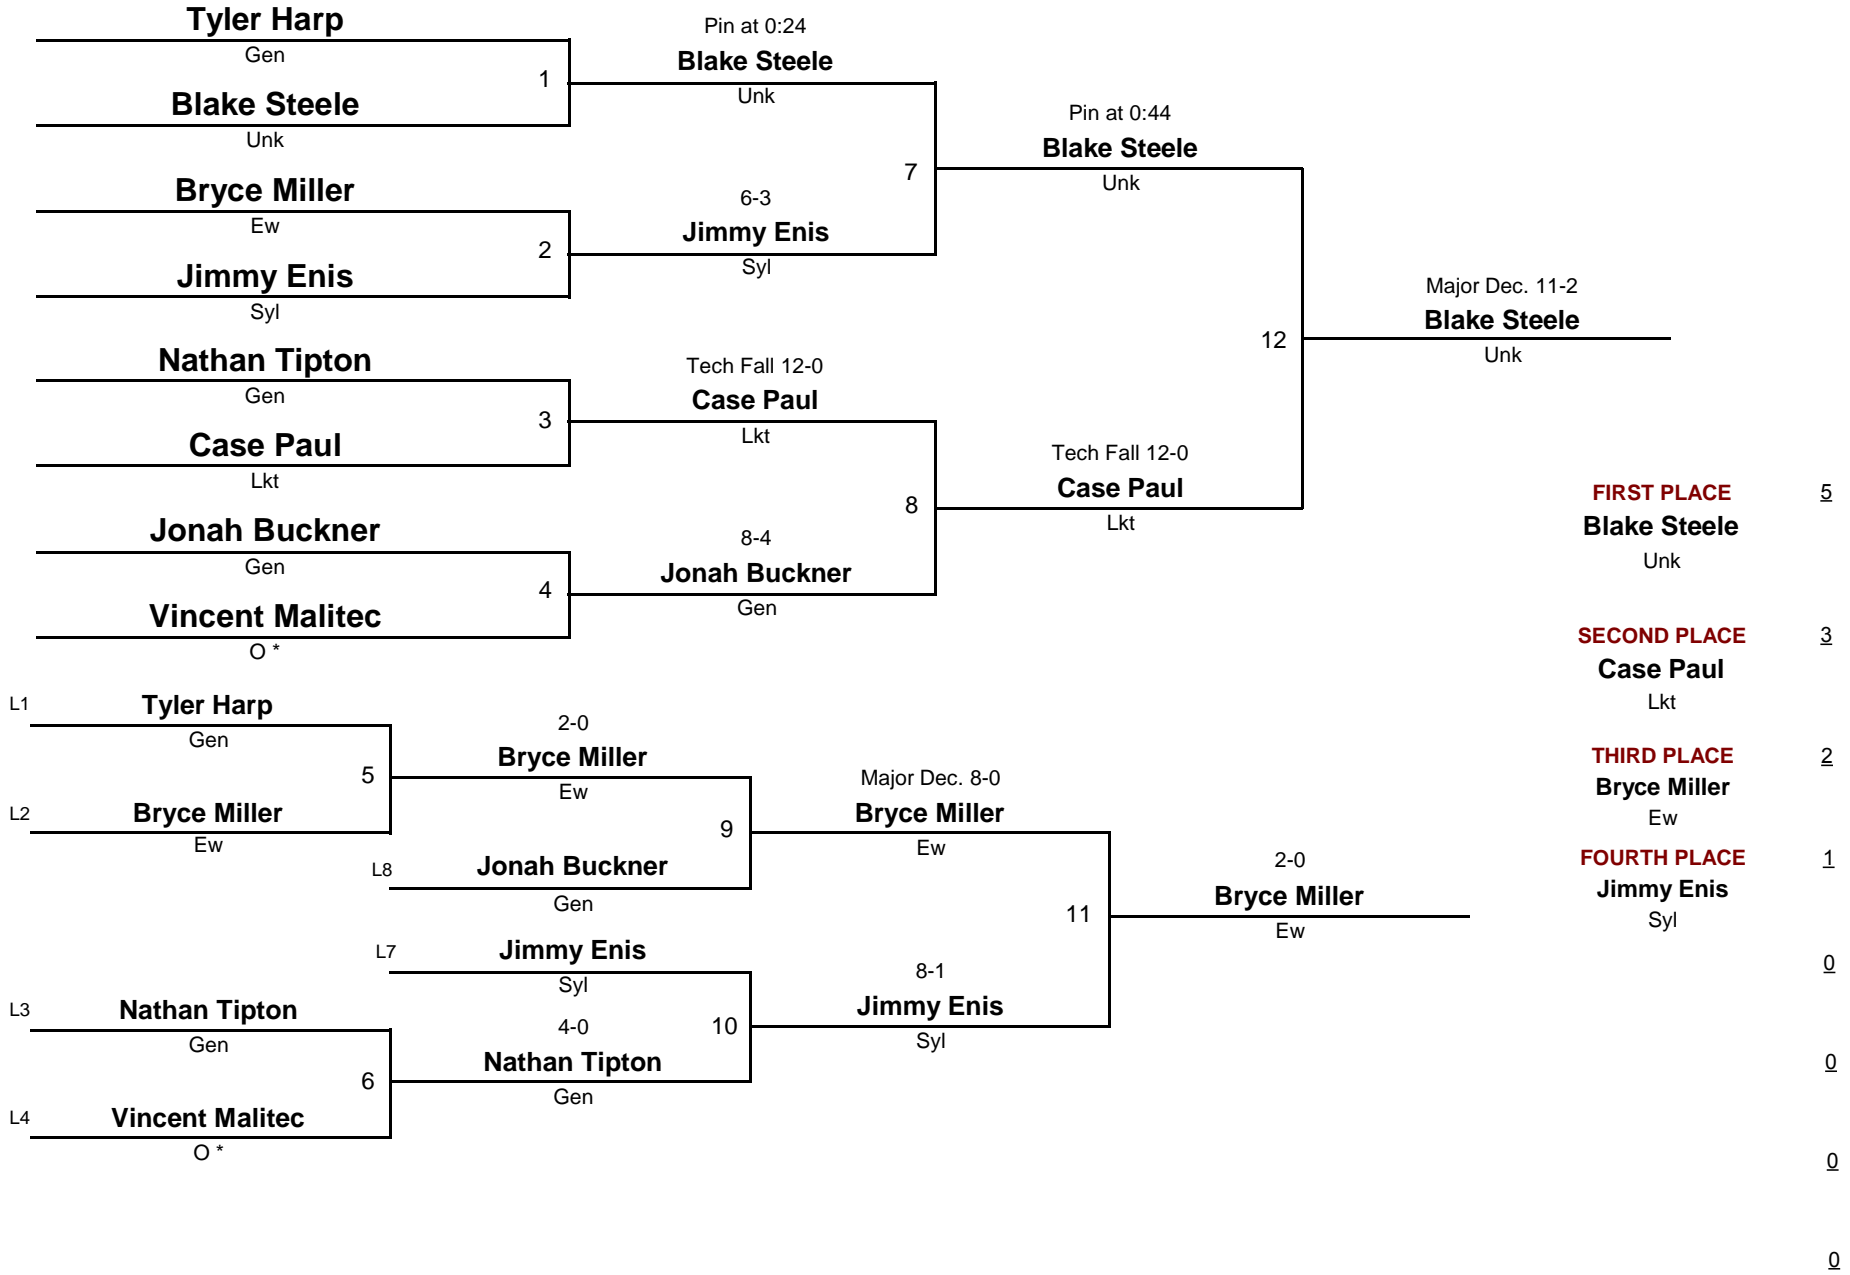 Tyler Harp
Gen
1
Blake Steele
Unk
Bryce Miller
Ew
2
Jimmy Enis
Syl
Nathan Tipton
Gen
3
Case Paul
Lkt
Jonah Buckner
Gen
4
Vincent Malitec
O *
Pin at 0:24
Blake Steele
Unk
7
6-3
Jimmy Enis
Syl
Tech Fall 12-0
Case Paul
Lkt
8
8-4
Jonah Buckner
Gen
Pin at 0:44
Blake Steele
Unk
12
Tech Fall 12-0
Case Paul
Lkt
Major Dec. 11-2
Blake Steele
Unk
L1
Tyler Harp
Gen
5
L2
Bryce Miller
Ew
L3
Nathan Tipton
Gen
6
L4
Vincent Malitec
O *
2-0
Bryce Miller
Ew
9
L8
Jonah Buckner
Gen
L7
Jimmy Enis
Syl
10
4-0
Nathan Tipton
Gen
Major Dec. 8-0
Bryce Miller
Ew
11
8-1
Jimmy Enis
Syl
2-0
Bryce Miller
Ew
FIRST PLACE 5
Blake Steele
Unk
SECOND PLACE 3
Case Paul
Lkt
THIRD PLACE 2
Bryce Miller
Ew
FOURTH PLACE 1
Jimmy Enis
Syl
0
0
0
0